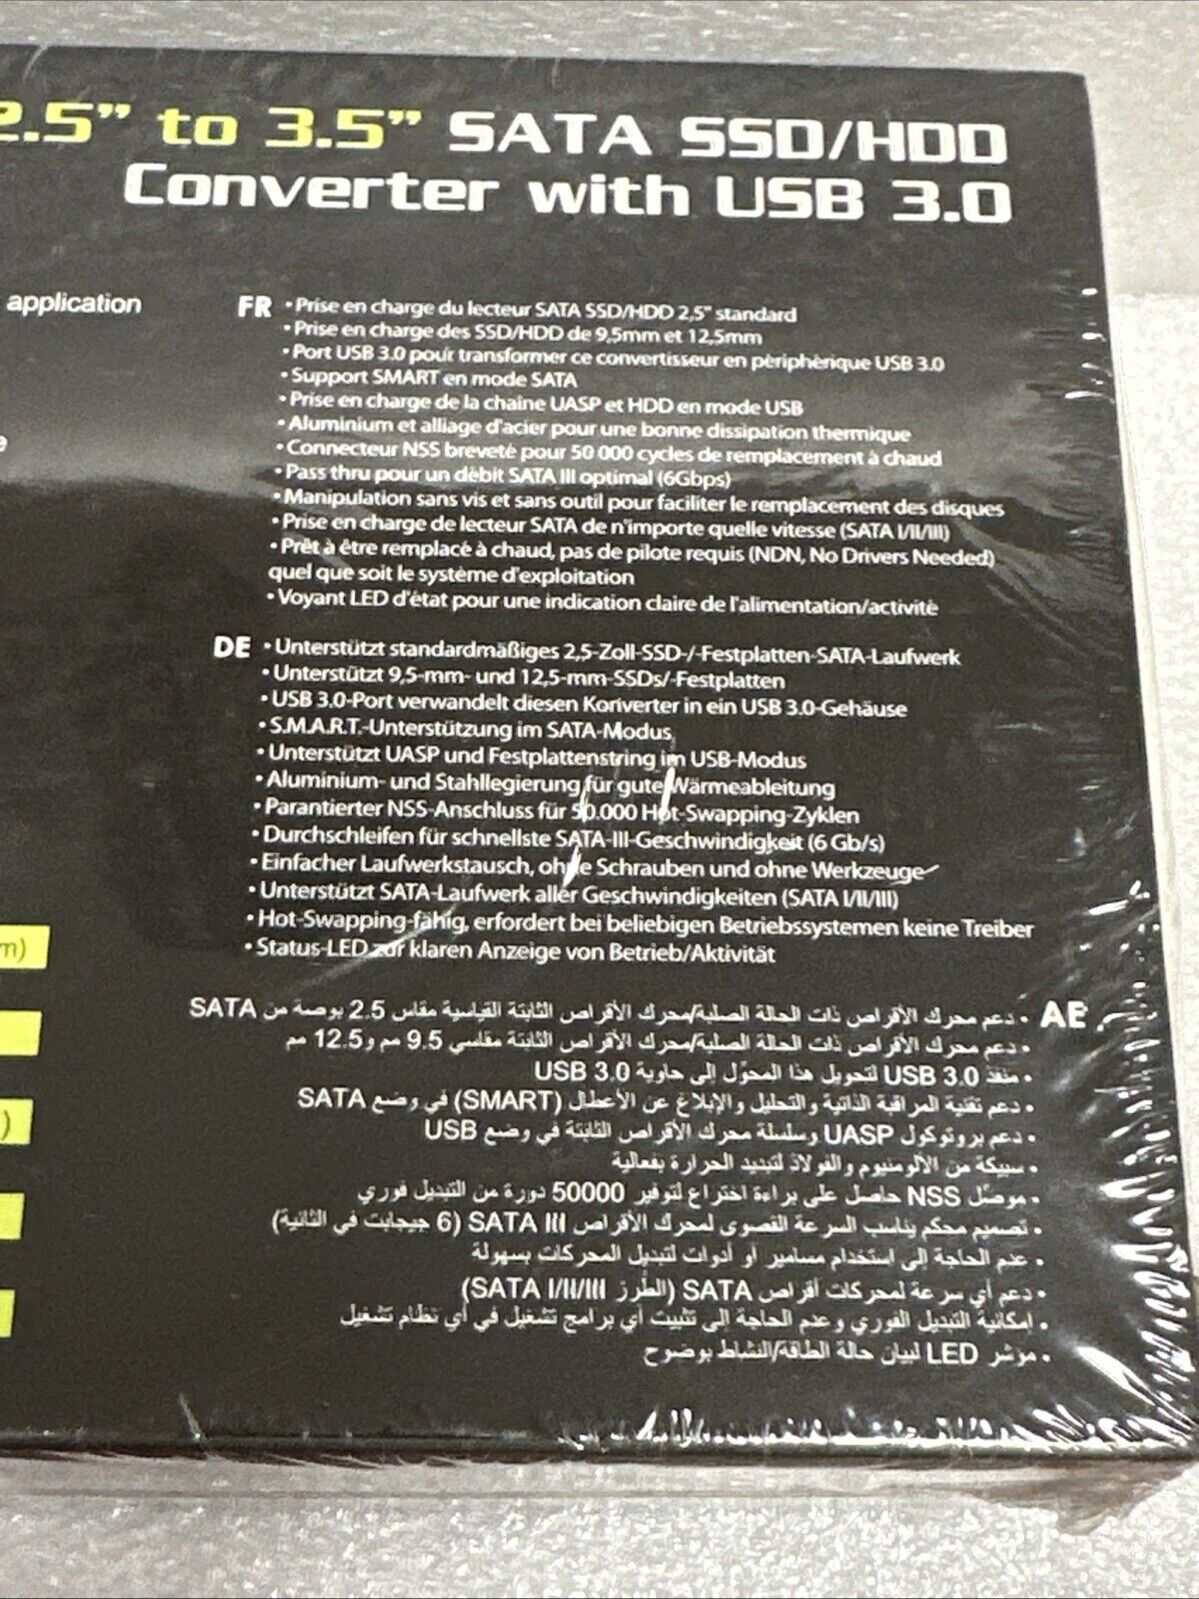 2.5” to 3.5” SATA SSD/HDD
Converter with USB 3.0
application
e
m)
)
FR • Prise en charge du lecteur SATA SSD/HDD 2,5" standard
• Prise en charge des SSD/HDD de 9,5mm et 12,5mm
• Port USB 3.0 pour transformer ce convertisseur en périphérique USB 3.0
• Support SMART en mode SATA
• Prise en charge de la chaîne UASP et HDD en mode USB
• Aluminium et alliage d'acier pour une bonne dissipation thermique
• Connecteur NSS breveté pour 50 000 cycles de remplacement à chaud
• Pass thru pour un débit SATA III optimal (6Gbps)
• Manipulation sans vis et sans outil pour faciliter le remplacement des disques
• Prise en charge de lecteur SATA de n'importe quelle vitesse (SATA I/II/III)
• Prêt à être remplacé à chaud, pas de pilote requis (NDN, No Drivers Needed)
quel que soit le système d'exploitation
• Voyant LED d'état pour une indication claire de l'alimentation/activité
DE • Unterstützt standardmäßiges 2,5-Zoll-SSD-/-Festplatten-SATA-Laufwerk
• Unterstützt 9,5-mm- und 12,5-mm-SSDs/-Festplatten
• USB 3.0-Port verwandelt diesen Konverter in ein USB 3.0-Gehäuse
• S.M.A.R.T.-Unterstützung im SATA-Modus
• Unterstützt UASP und Festplattenstring im USB-Modus
• Aluminium- und Stahllegierung für gute Wärmeableitung
• Parantierter NSS-Anschluss für 50.000 Hot-Swapping-Zyklen
• Durchschleifen für schnellste SATA-III-Geschwindigkeit (6 Gb/s)
• Einfacher Laufwerkstausch, ohne Schrauben und ohne Werkzeuge
• Unterstützt SATA-Laufwerk aller Geschwindigkeiten (SATA I/II/III)
• Hot-Swapping-fähig, erfordert bei beliebigen Betriebssystemen keine Treiber
• Status-LED zur klaren Anzeige von Betrieb/Aktivität
AE • دعم محرك الأقراص ذات الحالة الصلبة/محرك الأقراص الثابتة القياسية مقاس 2.5 بوصة من SATA
• دعم محرك الأقراص ذات الحالة الصلبة/محرك الأقراص الثابتة مقاسي 9.5 مم و12.5 مم
• منفذ USB 3.0 لتحويل هذا المحوّل إلى حاوية USB 3.0
• دعم تقنية المراقبة الذاتية والتحليل والإبلاغ عن الأعطال (SMART) في وضع SATA
• دعم بروتوكول UASP وسلسلة محرك الأقراص الثابتة في وضع USB
• سبيكة من الألومنيوم والفولاذ لتبديد الحرارة بفعالية
• موصّل NSS حاصل على براءة اختراع لتوفير 50000 دورة من التبديل فوري
• تصميم محكم يناسب السرعة القصوى لمحرك الأقراص SATA III (6 جيجابت في الثانية)
• عدم الحاجة إلى استخدام مسامير أو أدوات لتبديل المحركات بسهولة
• دعم أي سرعة لمحركات أقراص SATA (الطُرز SATA I/II/III)
• إمكانية التبديل الفوري وعدم الحاجة إلى تثبيت أي برامج تشغيل في أي نظام تشغيل
• مؤشر LED لبيان حالة الطاقة/النشاط بوضوح